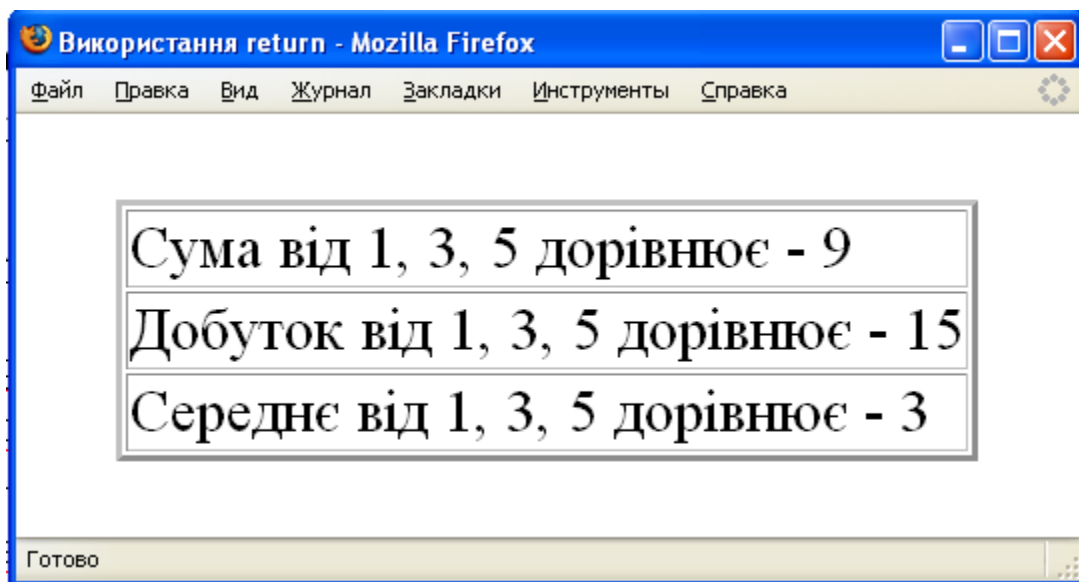 Використання return - Mozilla Firefox
Файл Правка Вид Журнал Закладки Инструменты Справка
Сума від 1, 3, 5 дорівнює - 9
Добуток від 1, 3, 5 дорівнює - 15
Середнє від 1, 3, 5 дорівнює - 3
Готово